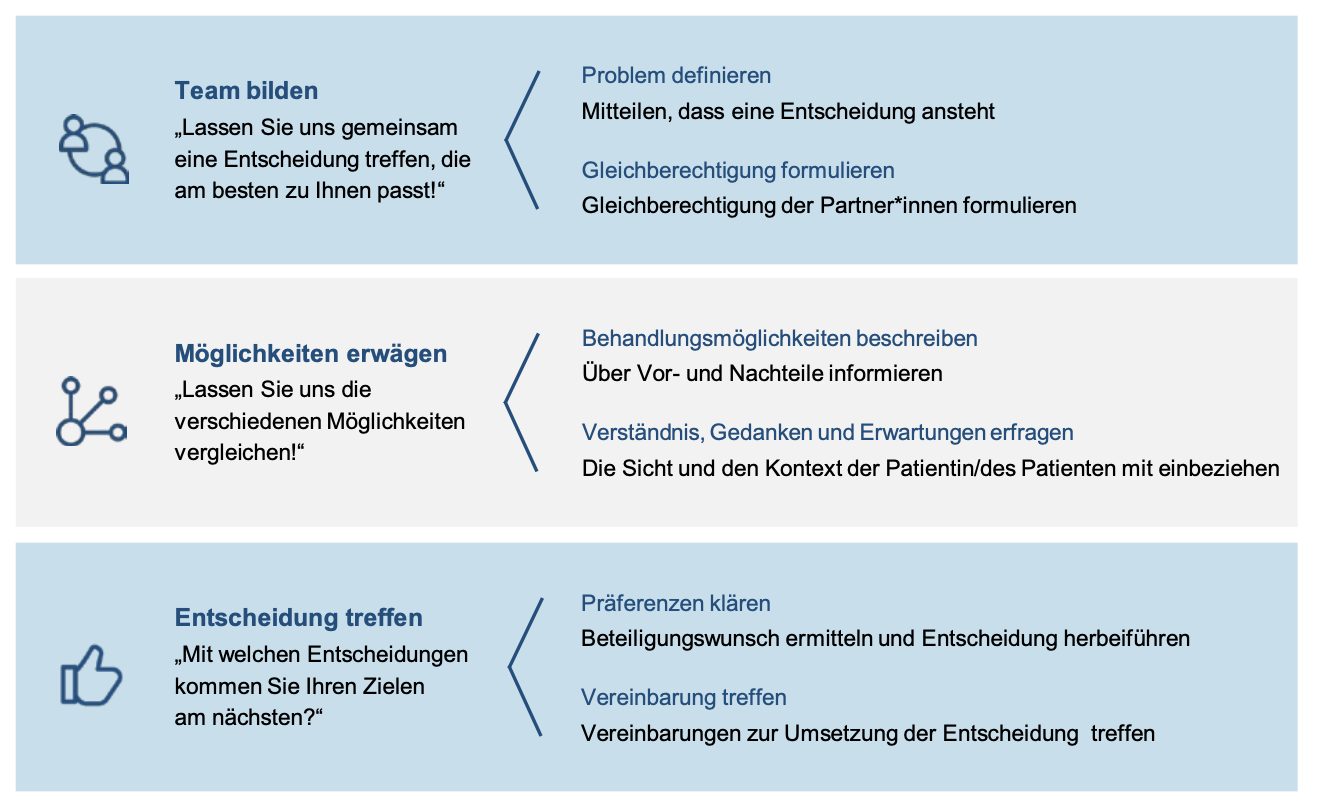 Team bilden
„Lassen Sie uns gemeinsam
eine Entscheidung treffen, die
am besten zu Ihnen passt!“
Problem definieren
Mitteilen, dass eine Entscheidung ansteht
Gleichberechtigung formulieren
Gleichberechtigung der Partner*innen formulieren
Möglichkeiten erwägen
„Lassen Sie uns die
verschiedenen Möglichkeiten
vergleichen!“
Behandlungsmöglichkeiten beschreiben
Über Vor- und Nachteile informieren
Verständnis, Gedanken und Erwartungen erfragen
Die Sicht und den Kontext der Patientin/des Patienten mit einbeziehen
Entscheidung treffen
„Mit welchen Entscheidungen
kommen Sie Ihren Zielen
am nächsten?“
Präferenzen klären
Beteiligungswunsch ermitteln und Entscheidung herbeiführen
Vereinbarung treffen
Vereinbarungen zur Umsetzung der Entscheidung  treffen